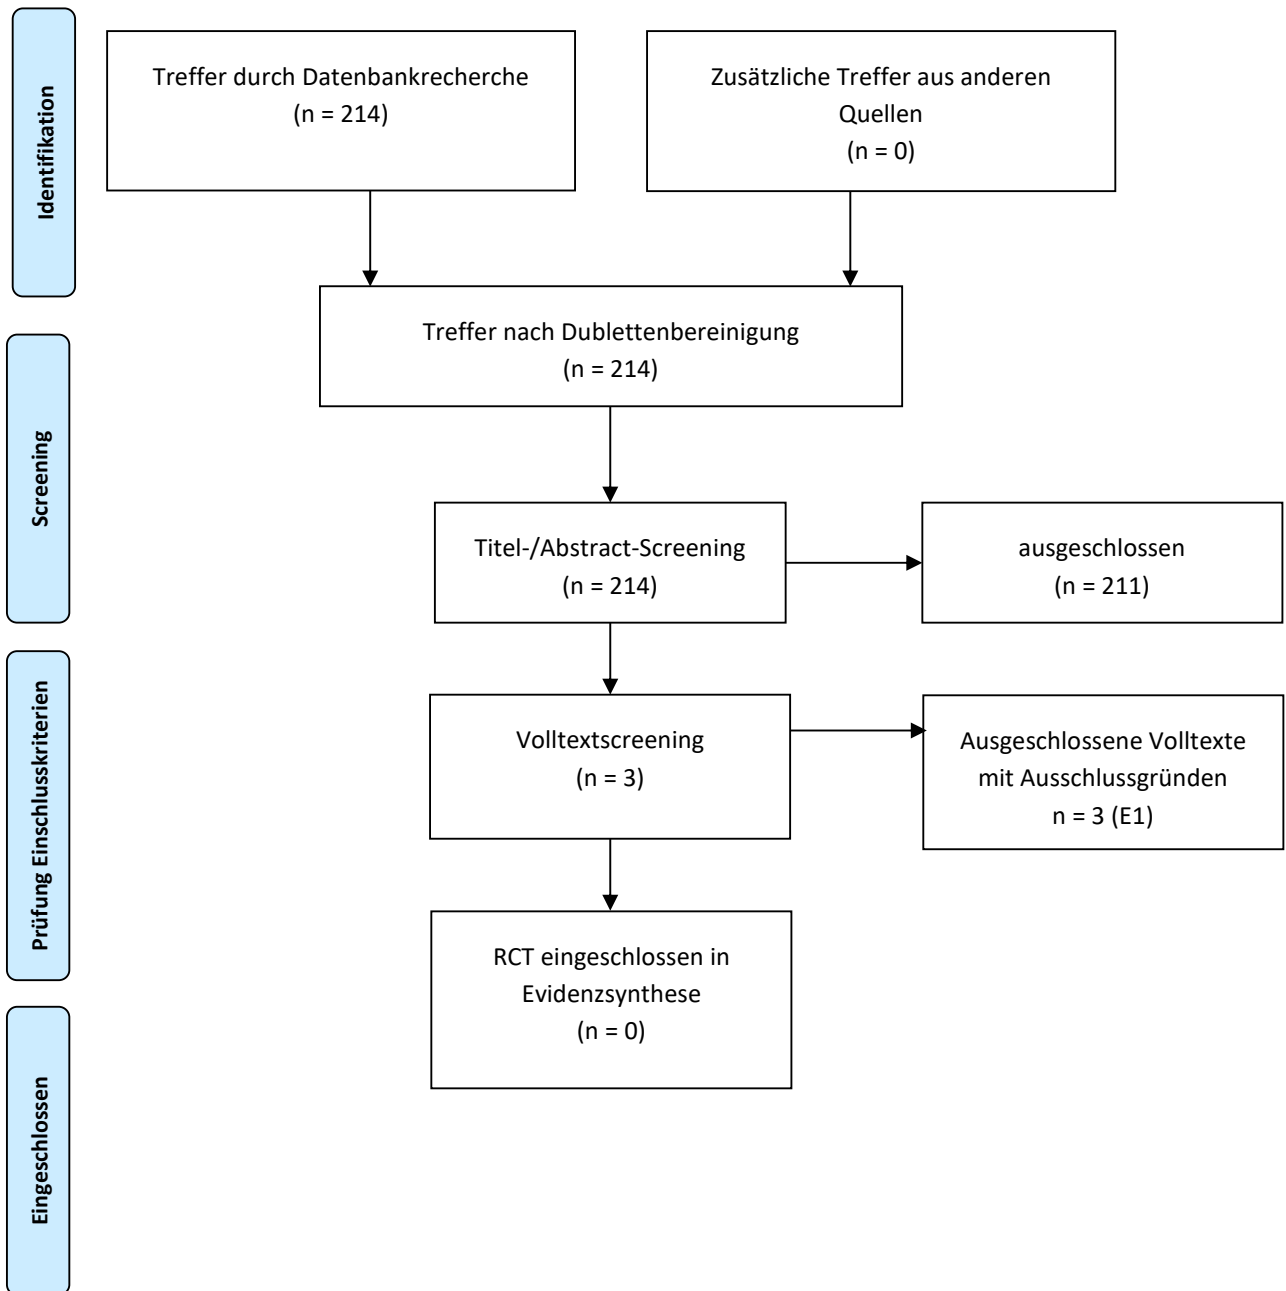 Identifikation
Treffer durch Datenbankrecherche
(n = 214)
Zusätzliche Treffer aus anderen
Quellen
(n = 0)
Treffer nach Dublettenbereinigung
(n = 214)
Screening
Titel-/Abstract-Screening
(n = 214)
ausgeschlossen
(n = 211)
Prüfung Einschlusskriterien
Volltextscreening
(n = 3)
Ausgeschlossene Volltexte
mit Ausschlussgründen
n = 3 (E1)
RCT eingeschlossen in
Evidenzsynthese
(n = 0)
Eingeschlossen